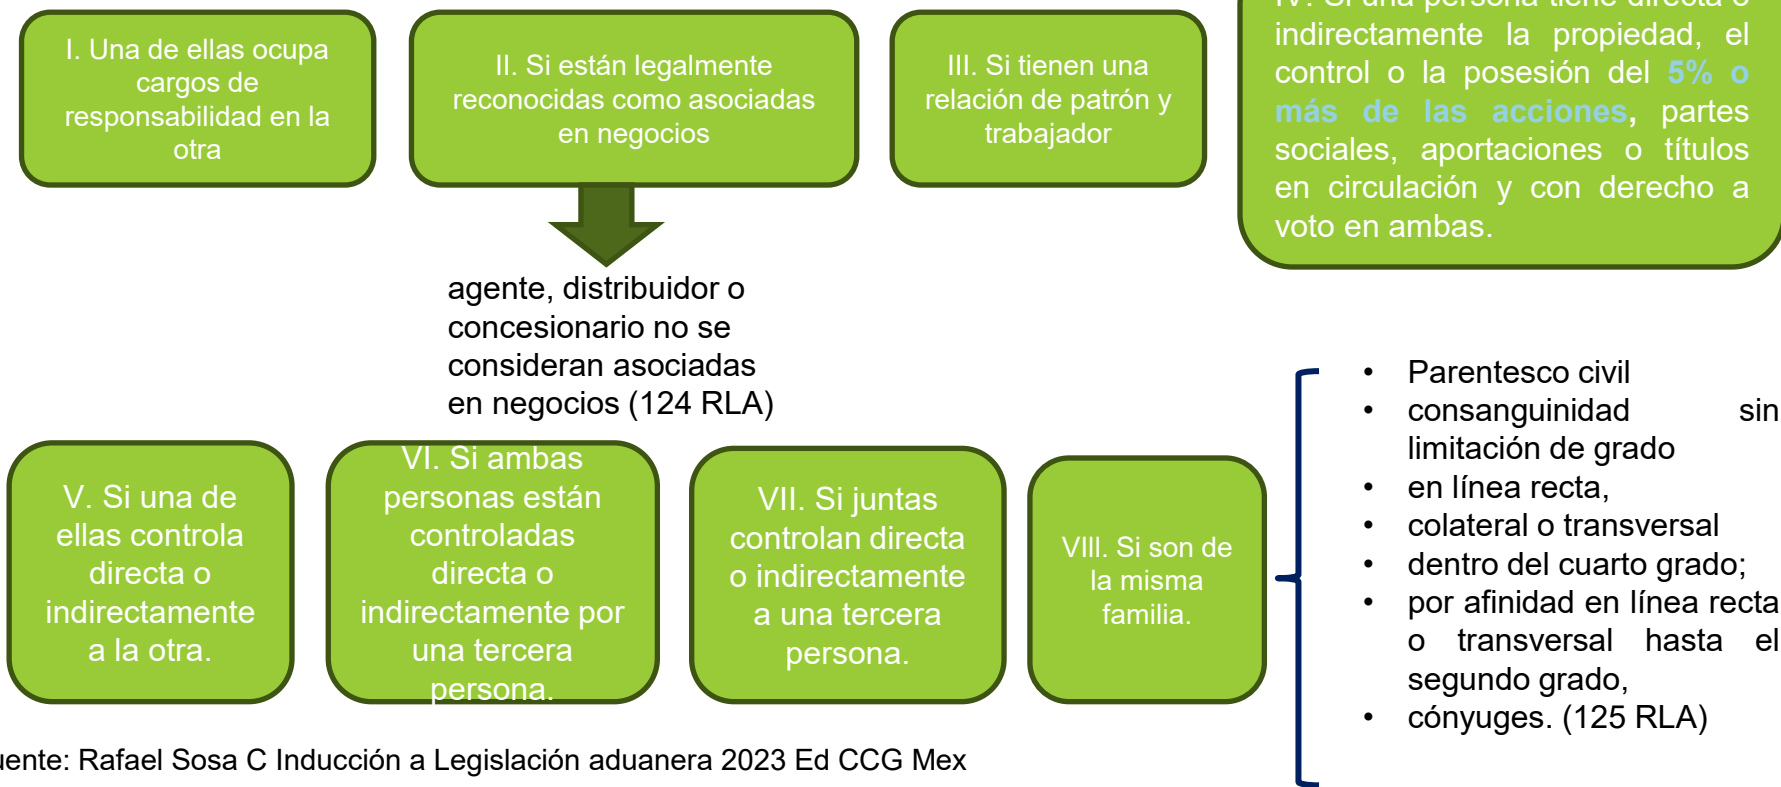 I. Una de ellas ocupa
cargos de
responsabilidad en la
otra
II. Si están legalmente
reconocidas como asociadas
en negocios
III. Si tienen una
relación de patrón y
trabajador
IV. Si una persona tiene directa o
indirectamente la propiedad, el
control o la posesión del 5% o
más de las acciones, partes
sociales, aportaciones o títulos
en circulación y con derecho a
voto en ambas.
agente, distribuidor o
concesionario no se
consideran asociadas
en negocios (124 RLA)
V. Si una de
ellas controla
directa o
indirectamente
a la otra.
VI. Si ambas
personas están
controladas
directa o
indirectamente por
una tercera
persona.
VII. Si juntas
controlan directa
o indirectamente
a una tercera
persona.
VIII. Si son de
la misma
familia.
• Parentesco civil
• consanguinidad sin
limitación de grado
• en línea recta,
• colateral o transversal
• dentro del cuarto grado;
• por afinidad en línea recta
o transversal hasta el
segundo grado,
• cónyuges. (125 RLA)
uente: Rafael Sosa C Inducción a Legislación aduanera 2023 Ed CCG Mex